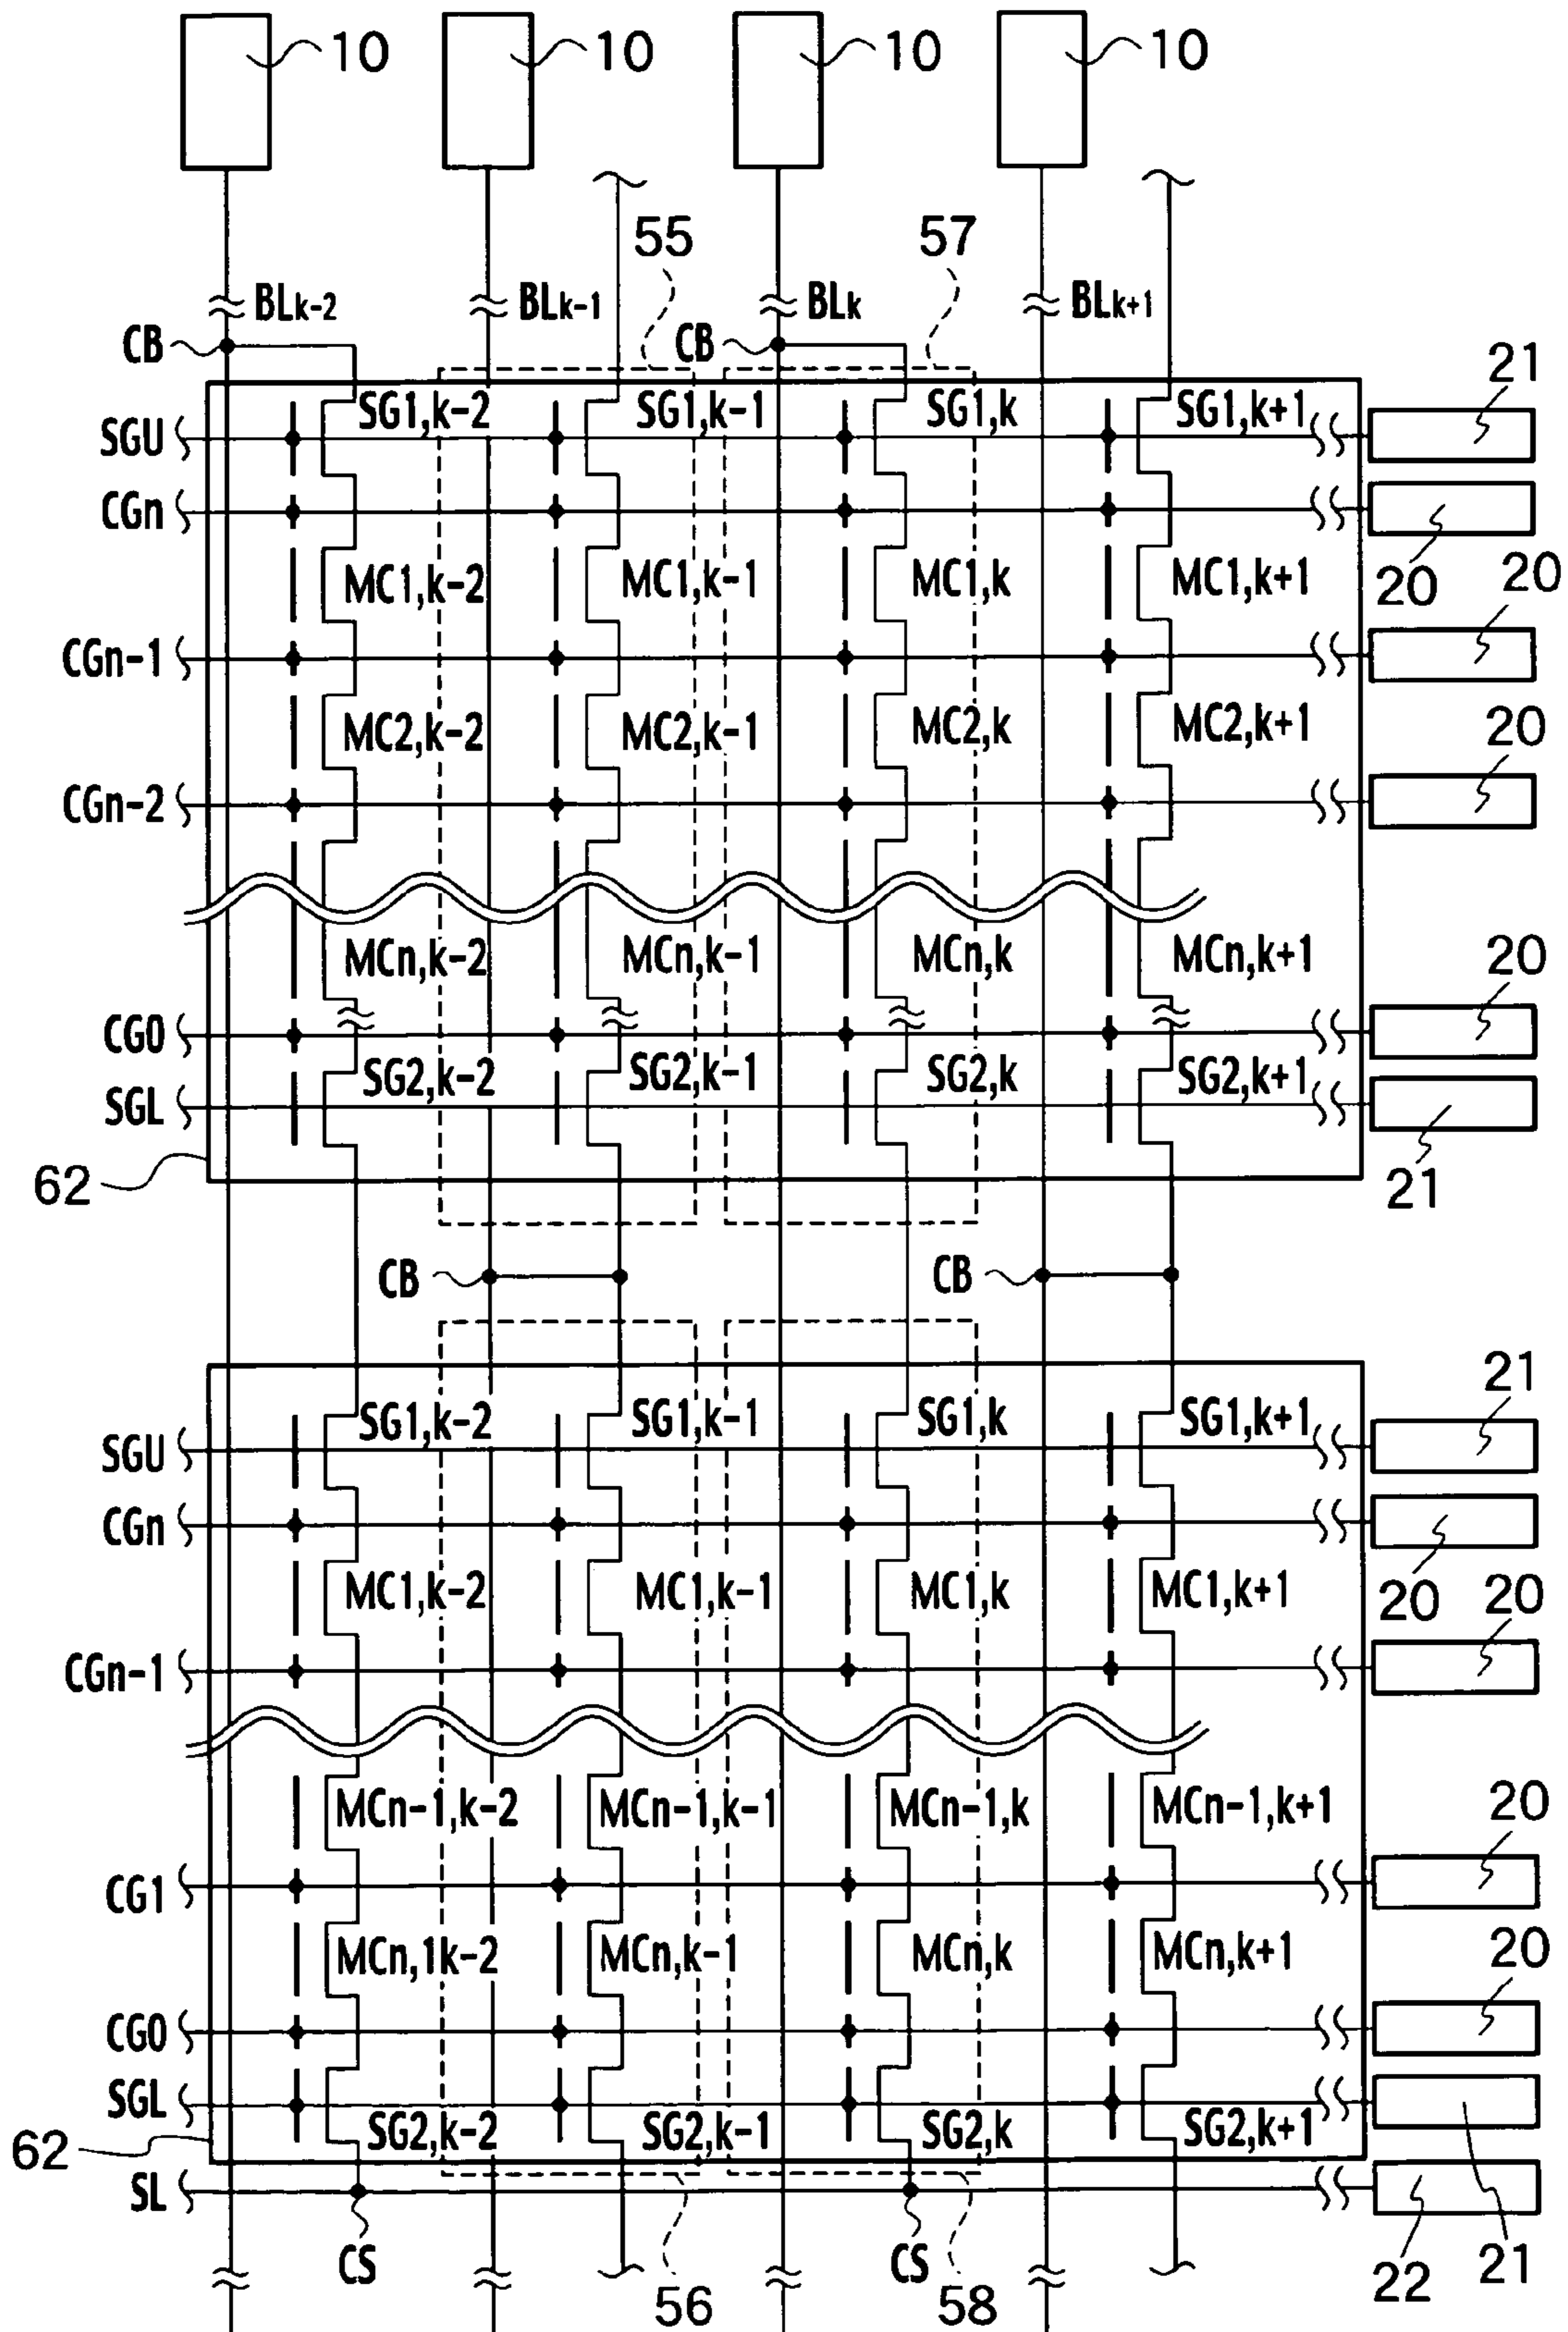 10 10 10 10
55 57
BLk-2 BLk-1 BLk BLk+1
CB CB
21
SGU SG1,k-2 SG1,k-1 SG1,k SG1,k+1
CGn
20 20
MC1,k-2 MC1,k-1 MC1,k MC1,k+1
CGn-1
20
MC2,k-2 MC2,k-1 MC2,k MC2,k+1
CGn-2
20
MCn,k-2 MCn,k-1 MCn,k MCn,k+1
CG0
SG2,k-2 SG2,k-1 SG2,k SG2,k+1
SGL
62 21
CB CB
21
SG1,k-2 SG1,k-1 SG1,k SG1,k+1
SGU
CGn
20 20
MC1,k-2 MC1,k-1 MC1,k MC1,k+1
CGn-1
20
MCn-1,k-2 MCn-1,k-1 MCn-1,k MCn-1,k+1
CG1
20
MCn,1k-2 MCn,k-1 MCn,k MCn,k+1
CG0
SGL
SG2,k-2 SG2,k-1 SG2,k SG2,k+1
62
SL
CS CS
56 58 22 21